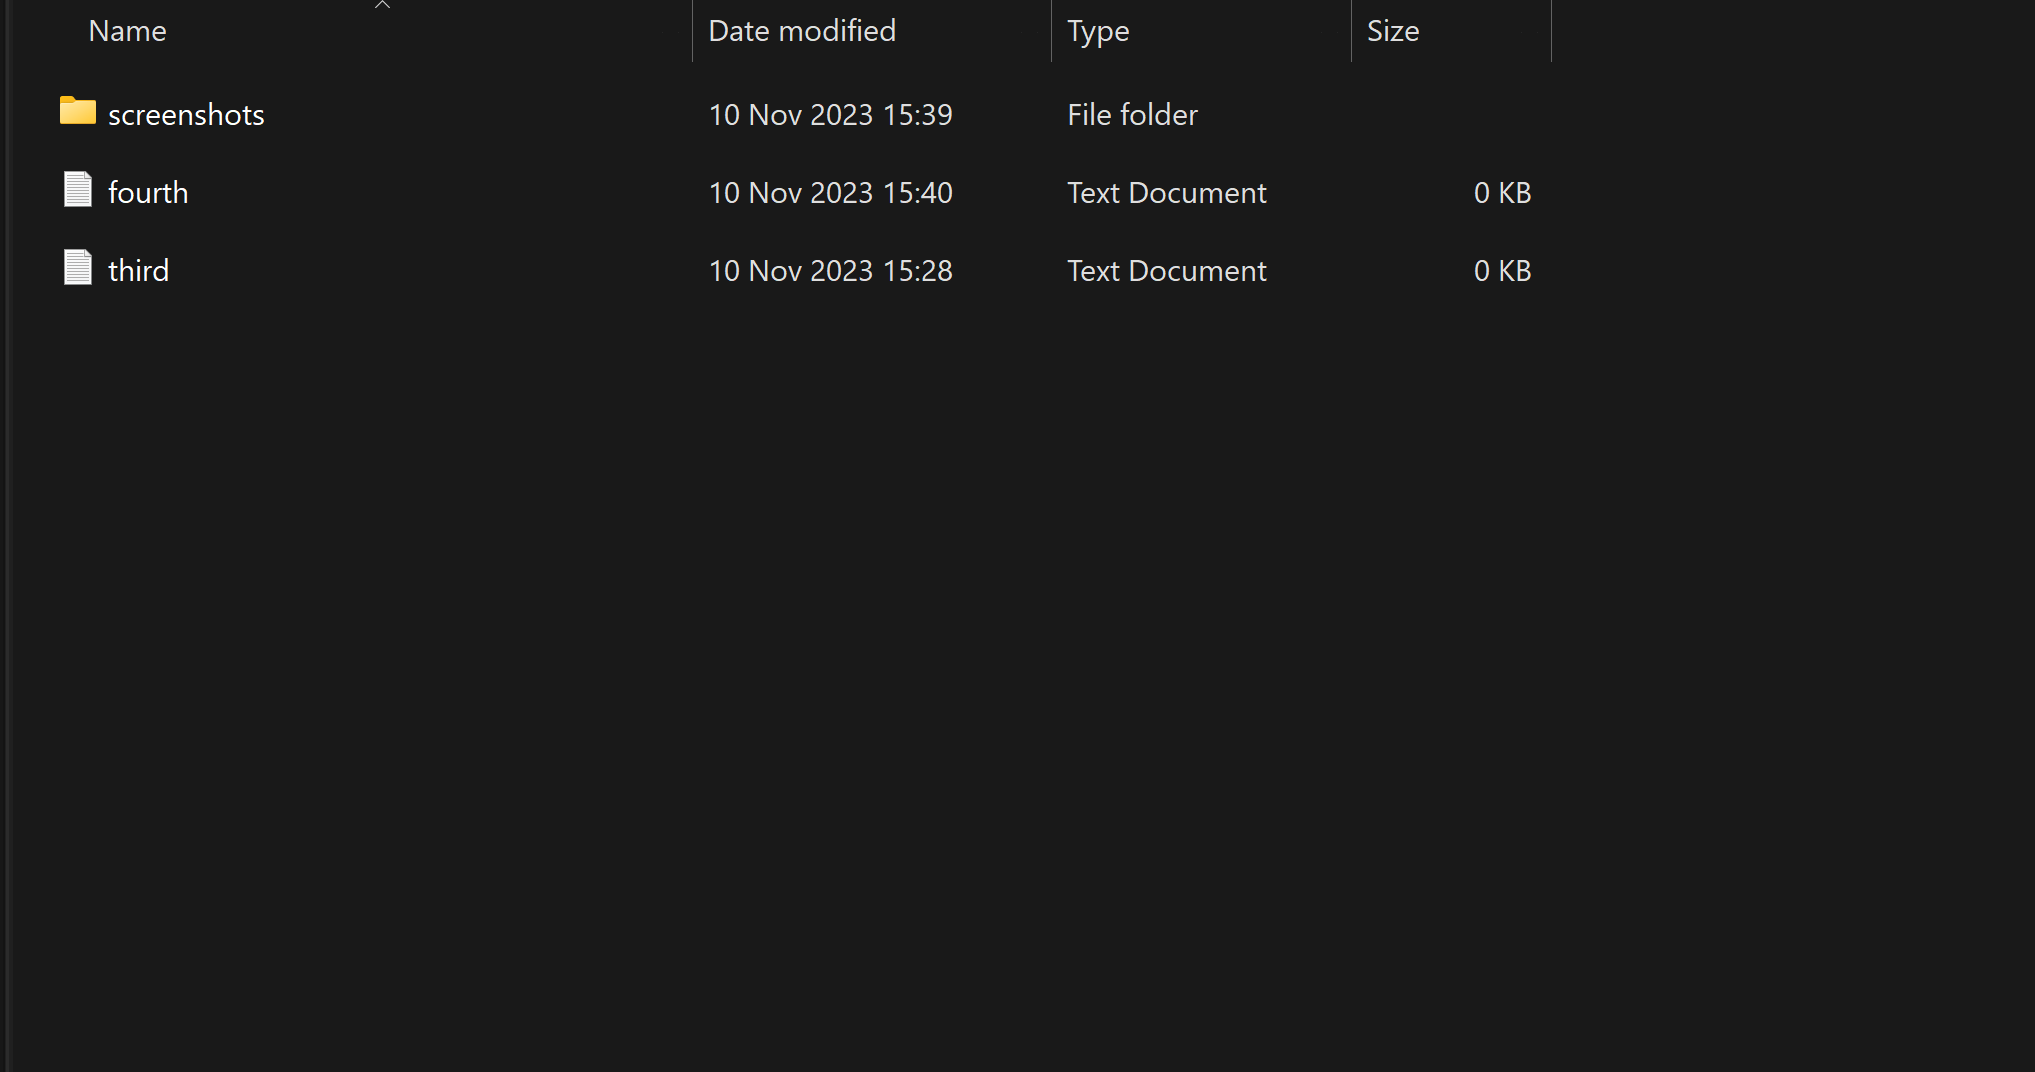 Name Date modified Type Size
screenshots 10 Nov 2023 15:39 File folder
fourth 10 Nov 2023 15:40 Text Document 0 KB
third 10 Nov 2023 15:28 Text Document 0 KB